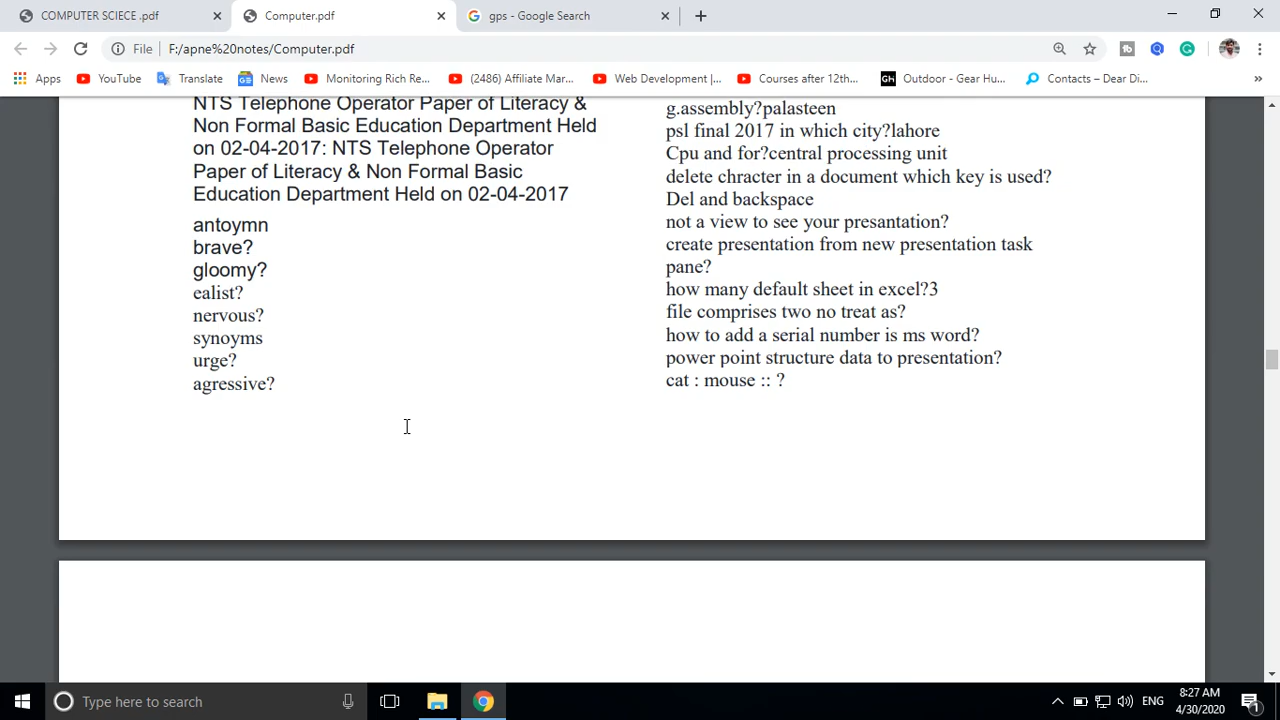 COMPUTER SCIECE .pdf
Computer.pdf
gps - Google Search
File
F:/apne%20notes/Computer.pdf
Apps
YouTube
Translate
News
Monitoring Rich Re...
(2486) Affiliate Mar...
Web Development |...
Courses after 12th...
GH
Outdoor - Gear Hu...
Contacts – Dear Di...
»
NTS Telephone Operator Paper of Literacy &
Non Formal Basic Education Department Held
on 02-04-2017: NTS Telephone Operator
Paper of Literacy & Non Formal Basic
Education Department Held on 02-04-2017
antoymn
brave?
gloomy?
ealist?
nervous?
synoyms
urge?
agressive?
g.assembly?palasteen
psl final 2017 in which city?lahore
Cpu and for?central processing unit
delete chracter in a document which key is used?
Del and backspace
not a view to see your presantation?
create presentation from new presentation task
pane?
how many default sheet in excel?3
file comprises two no treat as?
how to add a serial number is ms word?
power point structure data to presentation?
cat : mouse :: ?
Type here to search
ENG
8:27 AM
4/30/2020
1